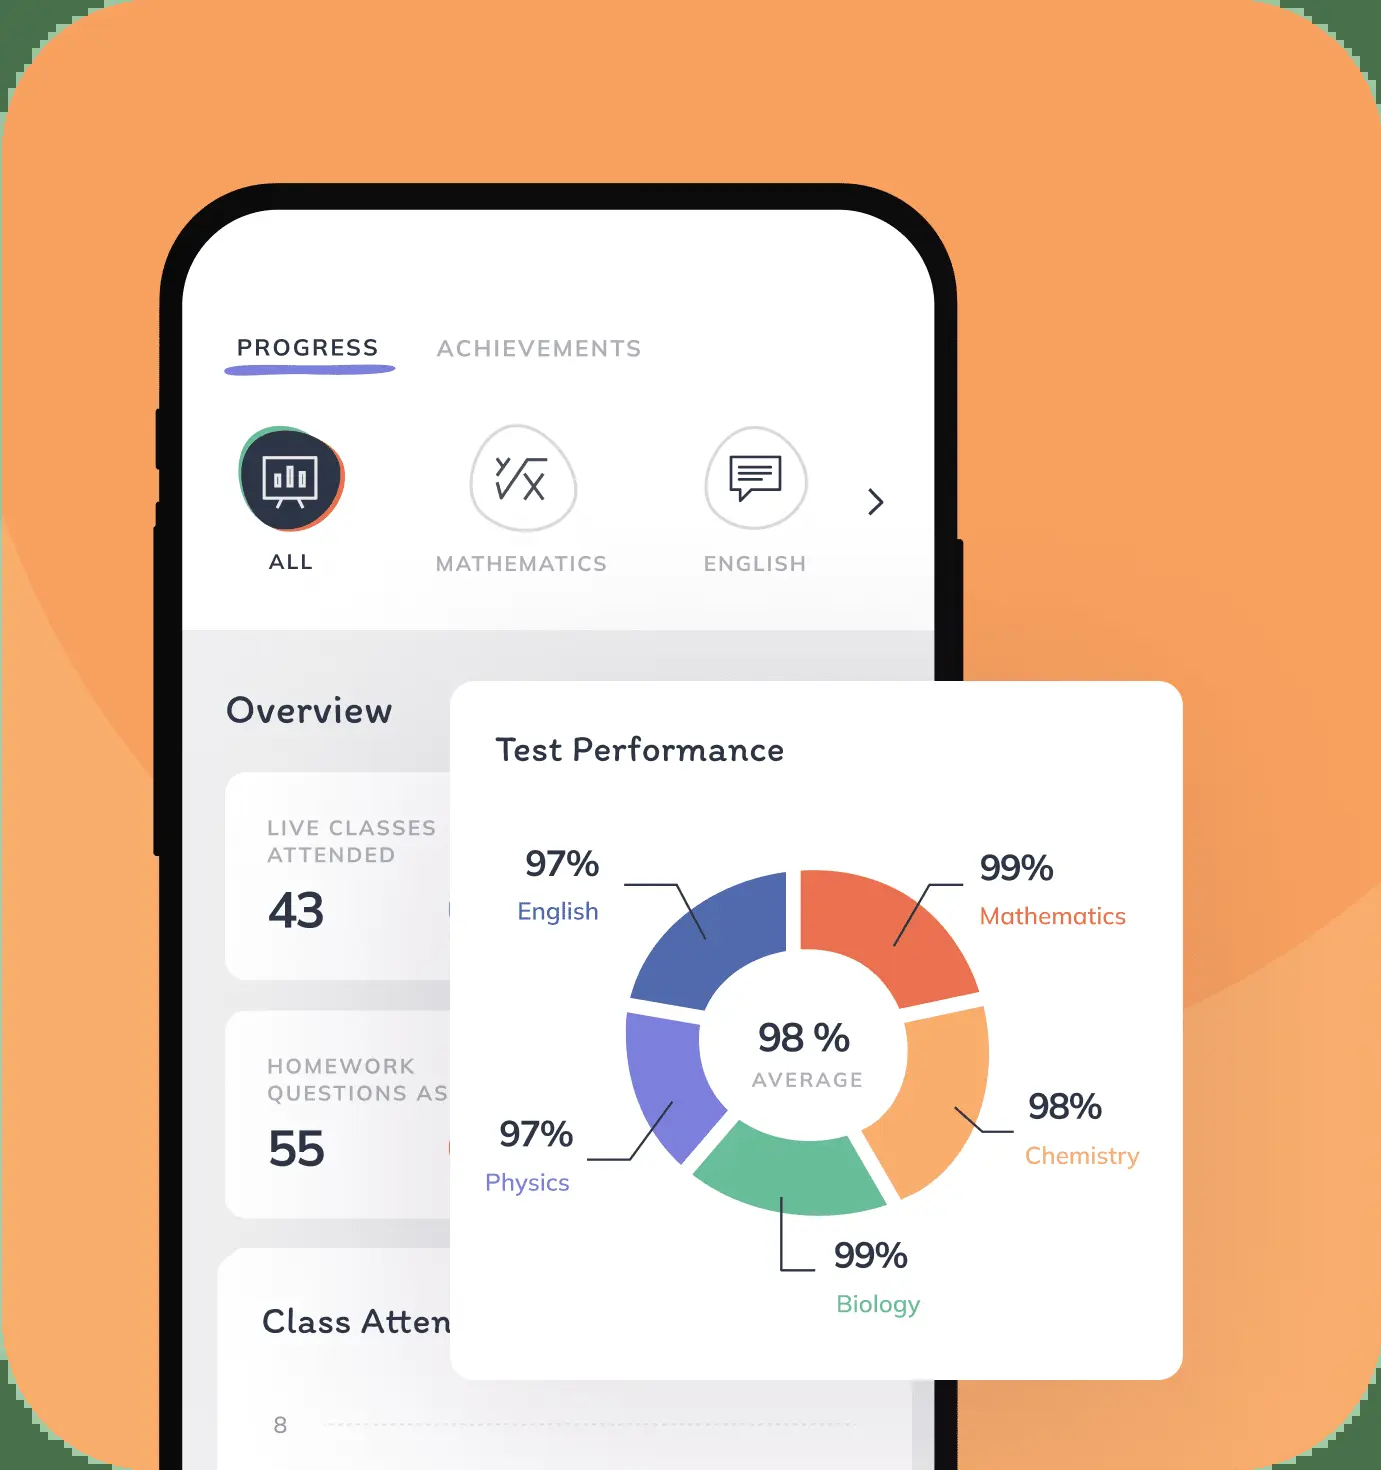 PROGRESS ACHIEVEMENTS
ALL MATHEMATICS ENGLISH
Overview
LIVE CLASSES
ATTENDED
43
HOMEWORK
QUESTIONS AS
55
Class Atten
8
Test Performance
97%
English
99%
Mathematics
98 %
AVERAGE
98%
Chemistry
97%
Physics
99%
Biology